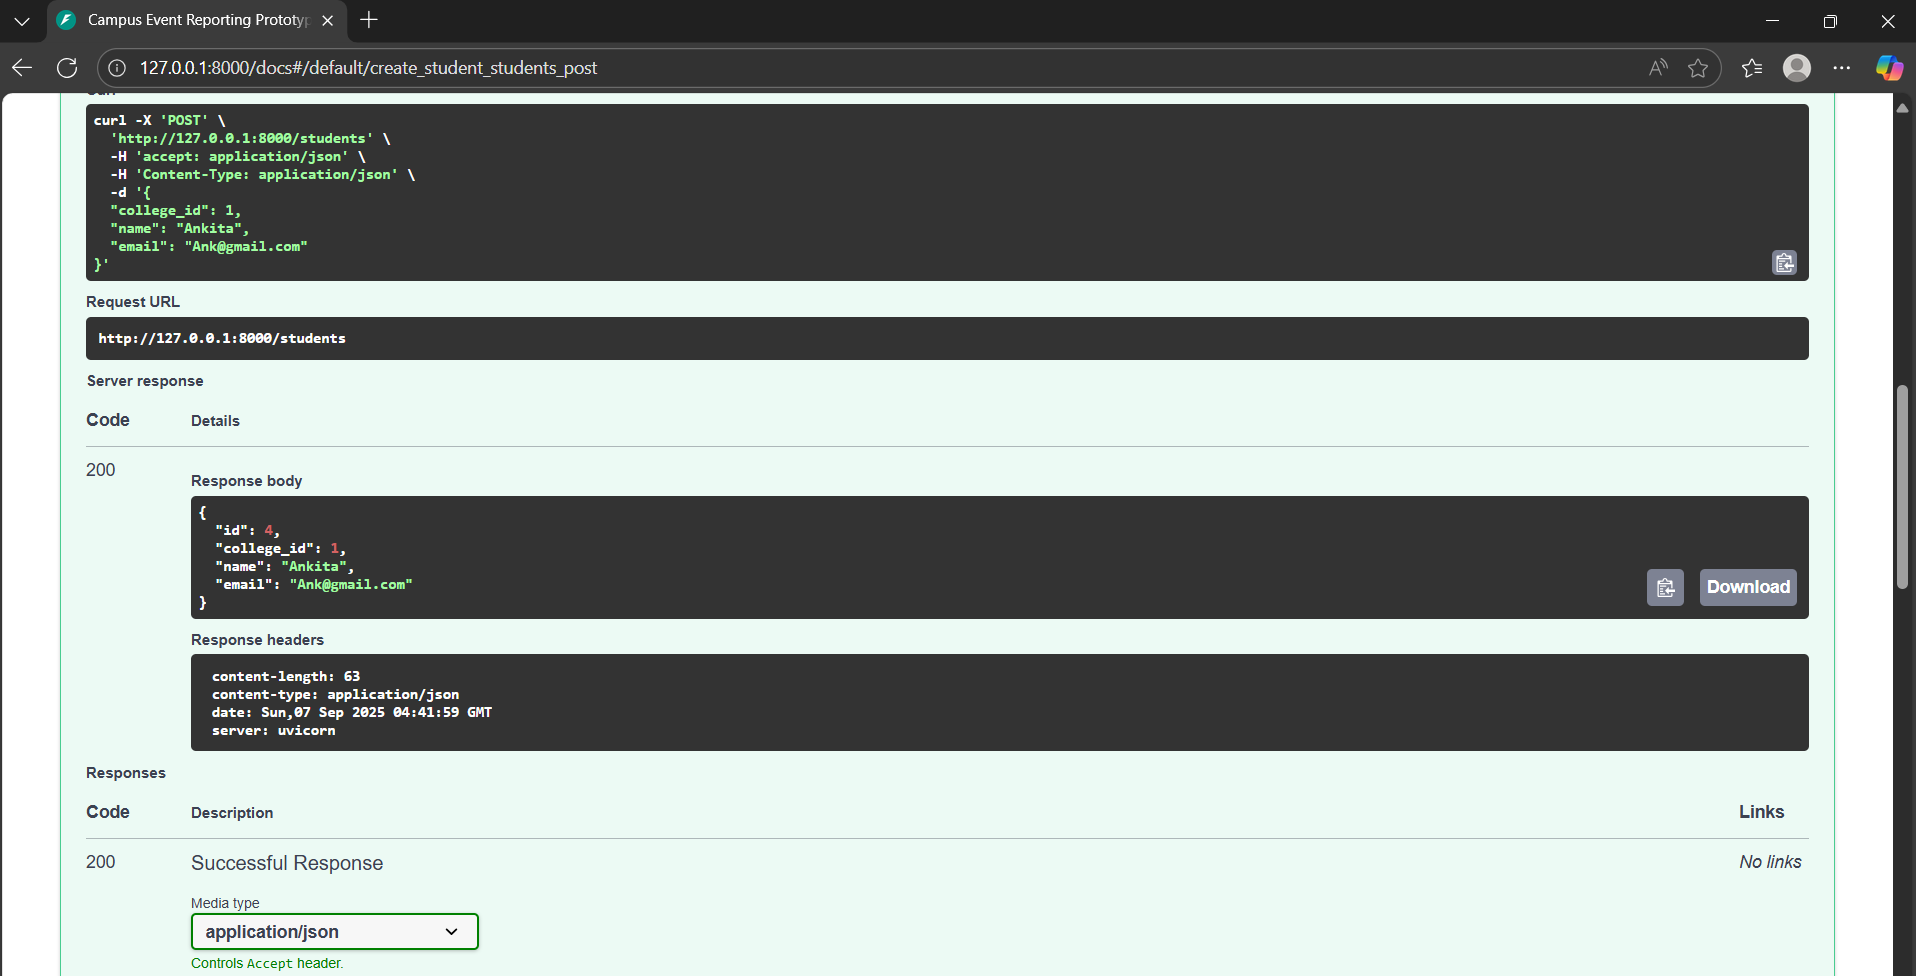 Campus Event Reporting Prototyp
127.0.0.1:8000/docs#/default/create_student_students_post
curl -X 'POST' \
'http://127.0.0.1:8000/students' \
-H 'accept: application/json' \
-H 'Content-Type: application/json' \
-d '{
"college_id": 1,
"name": "Ankita",
"email": "Ank@gmail.com"
}'
Request URL
http://127.0.0.1:8000/students
Server response
Code Details
200
Response body
{
"id": 4,
"college_id": 1,
"name": "Ankita",
"email": "Ank@gmail.com"
}
Download
Response headers
content-length: 63
content-type: application/json
date: Sun,07 Sep 2025 04:41:59 GMT
server: uvicorn
Responses
Code Description Links
200 Successful Response No links
Media type
application/json
Controls Accept header.